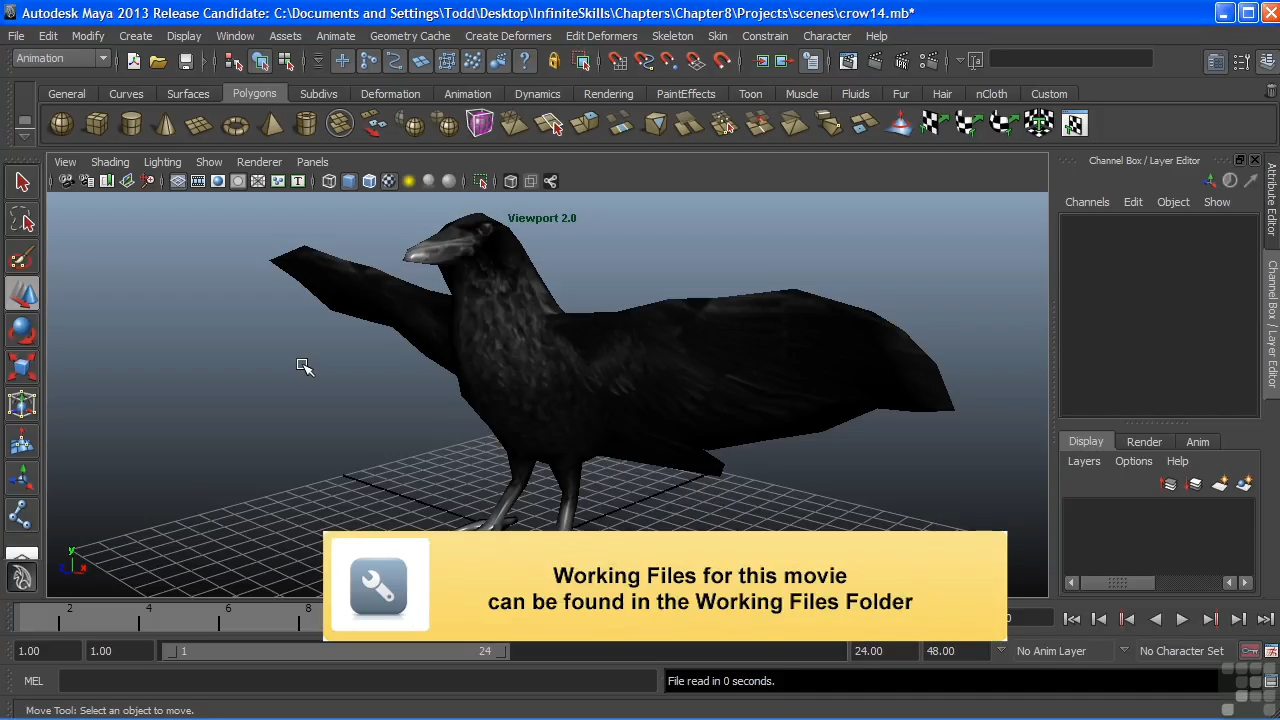 Autodesk Maya 2013 Release Candidate: C:\Documents and Settings\Todd\Desktop\InfiniteSkills\Chapters\Chapter8\Projects\scenes\crow14.mb*
File Edit Modify Create Display Window Assets Animate Geometry Cache Create Deformers Edit Deformers Skeleton Skin Constrain Character Help
Animation
General Curves Surfaces Polygons Subdivs Deformation Animation Dynamics Rendering PaintEffects Toon Muscle Fluids Fur Hair nCloth Custom
View Shading Lighting Show Renderer Panels
Channel Box / Layer Editor
Channels Edit Object Show
Viewport 2.0
Attribute Editor
Channel Box / Layer Editor
Display Render Anim
Layers Options Help
y
z x
Working Files for this movie
can be found in the Working Files Folder
2 4 6 8
1.00 1.00 1 24 24.00 48.00 No Anim Layer No Character Set
MEL File read in 0 seconds.
Move Tool: Select an object to move.